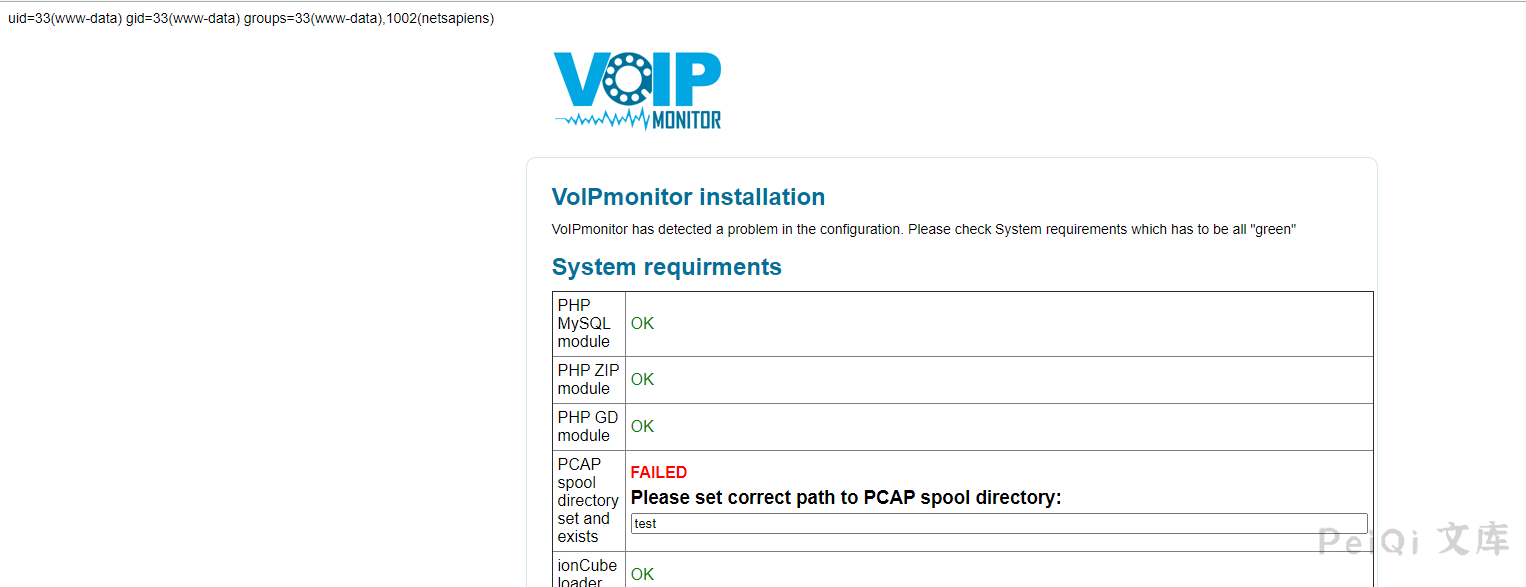 uid=33(www-data) gid=33(www-data) groups=33(www-data),1002(netsapiens)
VOIP
MONITOR
VoIPmonitor installation
VoIPmonitor has detected a problem in the configuration. Please check System requirements which has to be all "green"
System requirments
PHP
MySQL
module
OK
PHP ZIP
module
OK
PHP GD
module
OK
PCAP
spool
directory
set and
exists
FAILED
Please set correct path to PCAP spool directory:
test
ionCube
loader
OK
PeiQi 文库